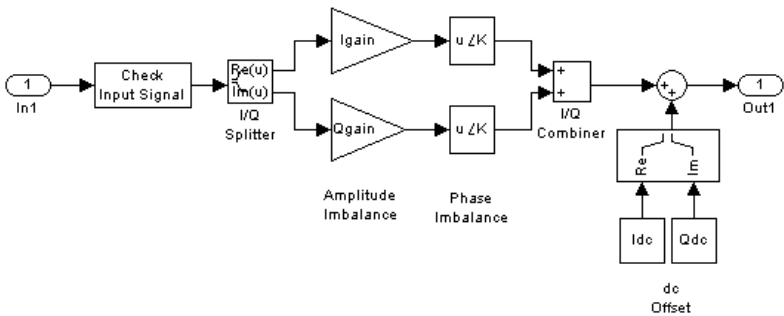 1
In1
Check
Input Signal
Re(u)
Im(u)
I/Q
Splitter
Igain
Qgain
Amplitude
Imbalance
u∠K
u∠K
Phase
Imbalance
+
+
I/Q
Combiner
+
+
1
Out1
Re
Im
Idc
Qdc
dc
Offset